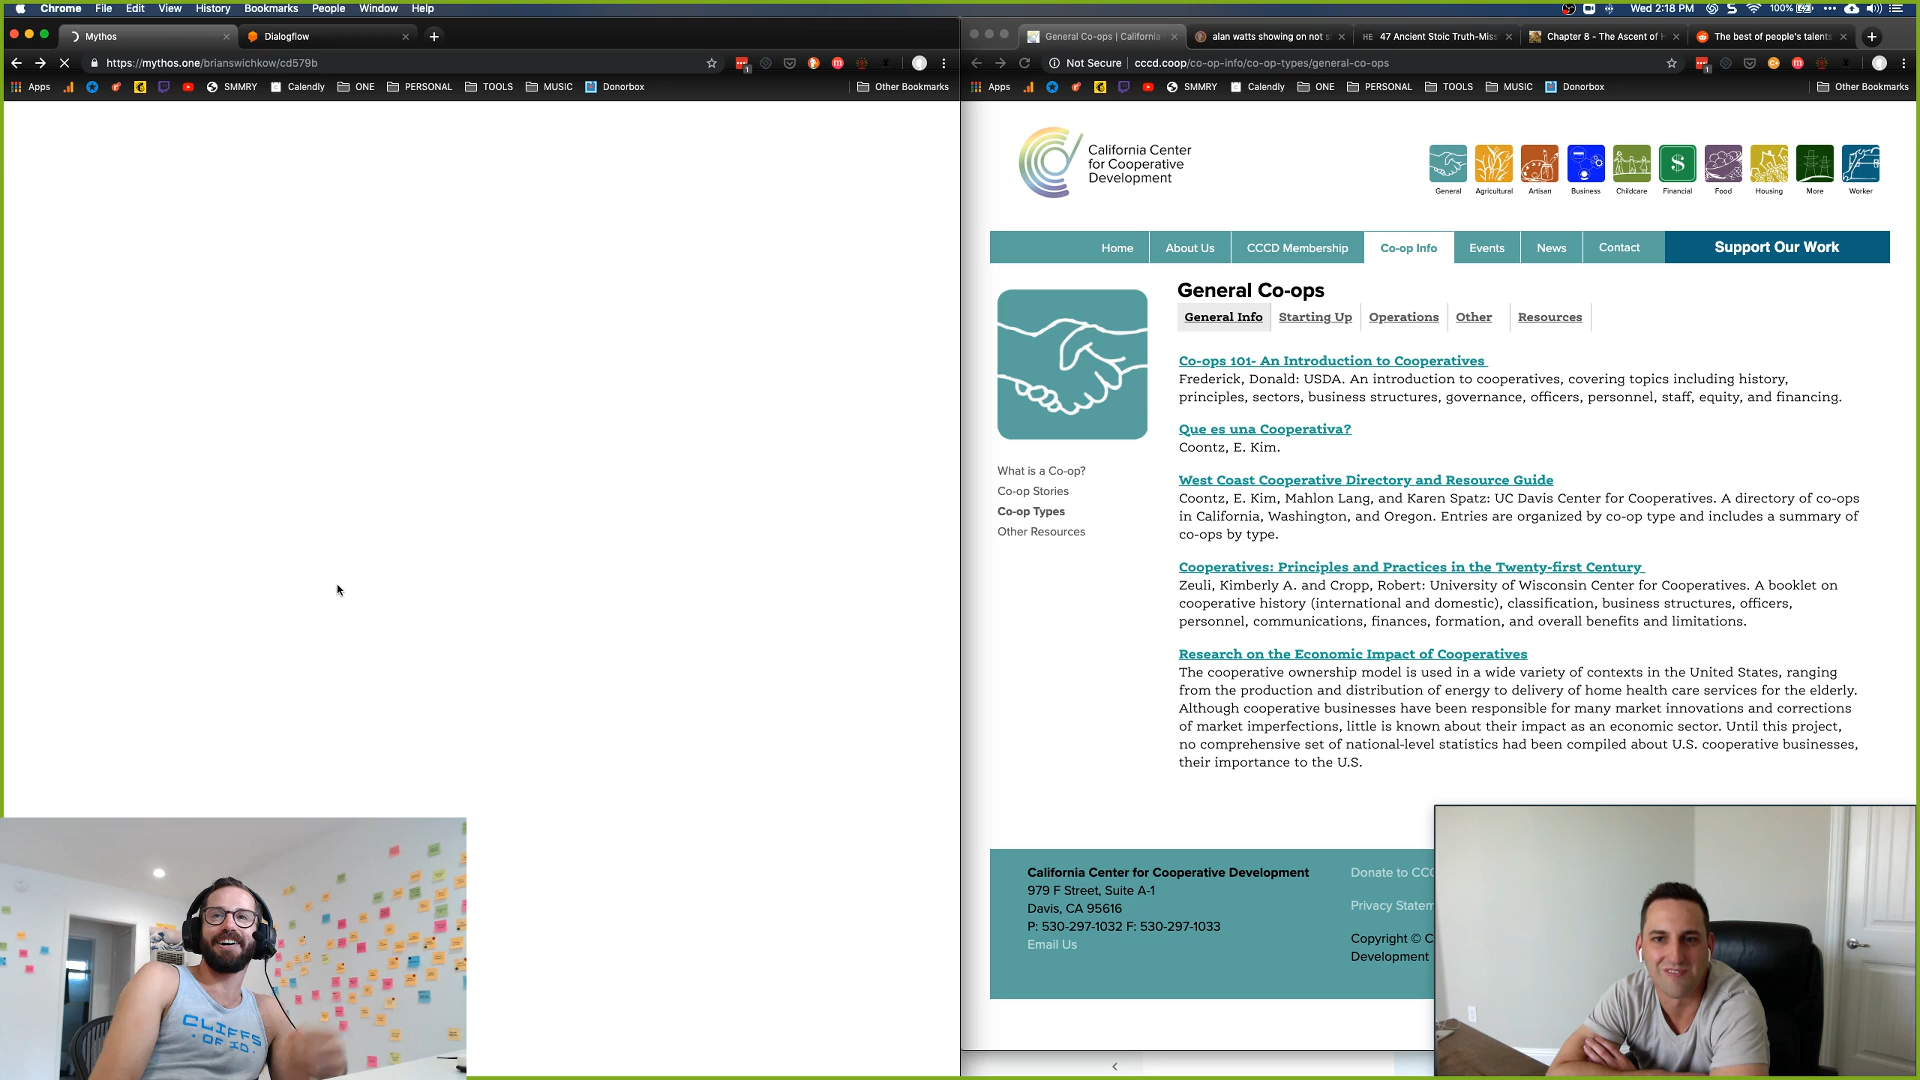 Chrome File Edit View History Bookmarks People Window Help
100% Wed 2:18 PM
Mythos
Dialogflow
https://mythos.one/brianswichkow/cd579b
Apps SMMRY Calendly ONE PERSONAL TOOLS MUSIC Donorbox Other Bookmarks
General Co-ops | California
alan watts showing on not
47 Ancient Stoic Truth-Miss
Chapter 8 - The Ascent of
The best of people's talents
Not Secure cccd.coop/co-op-info/co-op-types/general-co-ops
Apps SMMRY Calendly ONE PERSONAL TOOLS MUSIC Donorbox Other Bookmarks
California Center
for Cooperative
Development
General Agricultural Artisan Business Childcare Financial Food Housing More Worker
Home About Us CCCD Membership Co-op Info Events News Contact Support Our Work
General Co-ops
General Info Starting Up Operations Other Resources
What is a Co-op?
Co-op Stories
Co-op Types
Other Resources
Co-ops 101- An Introduction to Cooperatives
Frederick, Donald: USDA. An introduction to cooperatives, covering topics including history,
principles, sectors, business structures, governance, officers, personnel, staff, equity, and financing.
Que es una Cooperativa?
Coontz, E. Kim.
West Coast Cooperative Directory and Resource Guide
Coontz, E. Kim, Mahlon Lang, and Karen Spatz: UC Davis Center for Cooperatives. A directory of co-ops
in California, Washington, and Oregon. Entries are organized by co-op type and includes a summary of
co-ops by type.
Cooperatives: Principles and Practices in the Twenty-first Century
Zeuli, Kimberly A. and Cropp, Robert: University of Wisconsin Center for Cooperatives. A booklet on
cooperative history (international and domestic), classification, business structures, officers,
personnel, communications, finances, formation, and overall benefits and limitations.
Research on the Economic Impact of Cooperatives
The cooperative ownership model is used in a wide variety of contexts in the United States, ranging
from the production and distribution of energy to delivery of home health care services for the elderly.
Although cooperative businesses have been responsible for many market innovations and corrections
of market imperfections, little is known about their impact as an economic sector. Until this project,
no comprehensive set of national-level statistics had been compiled about U.S. cooperative businesses,
their importance to the U.S.
California Center for Cooperative Development
979 F Street, Suite A-1
Davis, CA 95616
P: 530-297-1032 F: 530-297-1033
Email Us
Donate to CCC
Privacy Statem
Copyright © C
Development
CLIFFS
OF ID